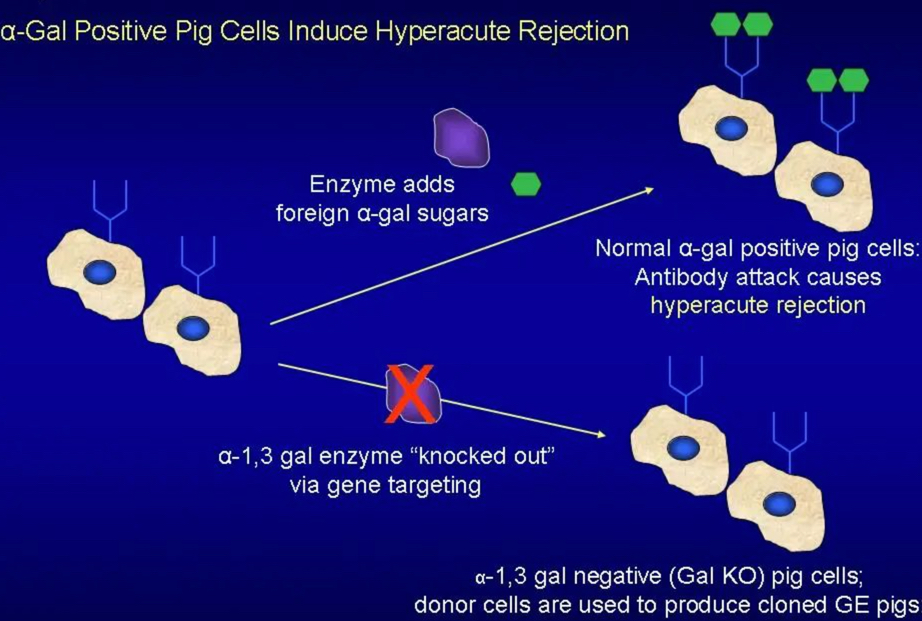 α-Gal Positive Pig Cells Induce Hyperacute Rejection
Enzyme adds
foreign α-gal sugars
Normal α-gal positive pig cells:
Antibody attack causes
hyperacute rejection
X
α-1,3 gal enzyme “knocked out”
via gene targeting
α-1,3 gal negative (Gal KO) pig cells;
donor cells are used to produce cloned GE pigs